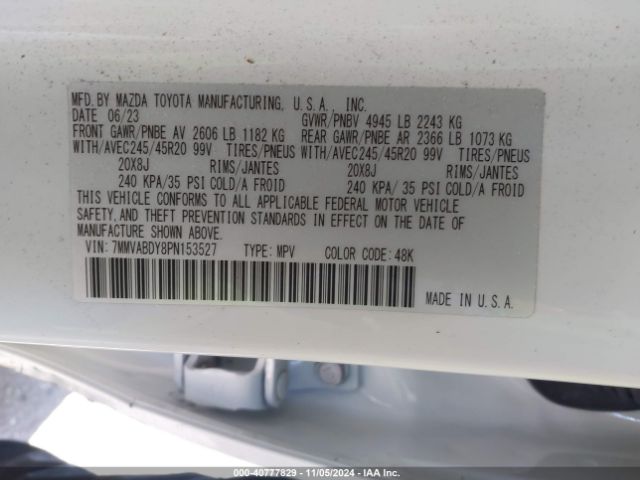 MFD.BY MAZDA TOYOTA MANUFACTURING, U.S.A., INC.
DATE 06/23 GVWR/PNBV 4945 LB 2243 KG
FRONT GAWR/PNBE AV 2606 LB 1182 KG REAR GAWR/PNBE AR 2366 LB 1073 KG
WITH/AVEC245/45R20 99V TIRES/PNEUS WITH/AVEC245/45R20 99V TIRES/PNEUS
20X8J RIMS/JANTES 20X8J RIMS/JANTES
240 KPA/35 PSI COLD/A FROID 240 KPA/ 35 PSI COLD/A FROID
THIS VEHICLE CONFORMS TO ALL APPLICABLE FEDERAL MOTOR VEHICLE
SAFETY,AND THEFT PREVENTION STANDARDS IN EFFECT ON THE DATE OF
MANUFACTURE SHOWN ABOVE.
VIN: 7MMVABDY8PN153527 TYPE: MPV COLOR CODE: 48K
MADE IN U.S.A.
000-40777829 - 11/05/2024 - IAA Inc.